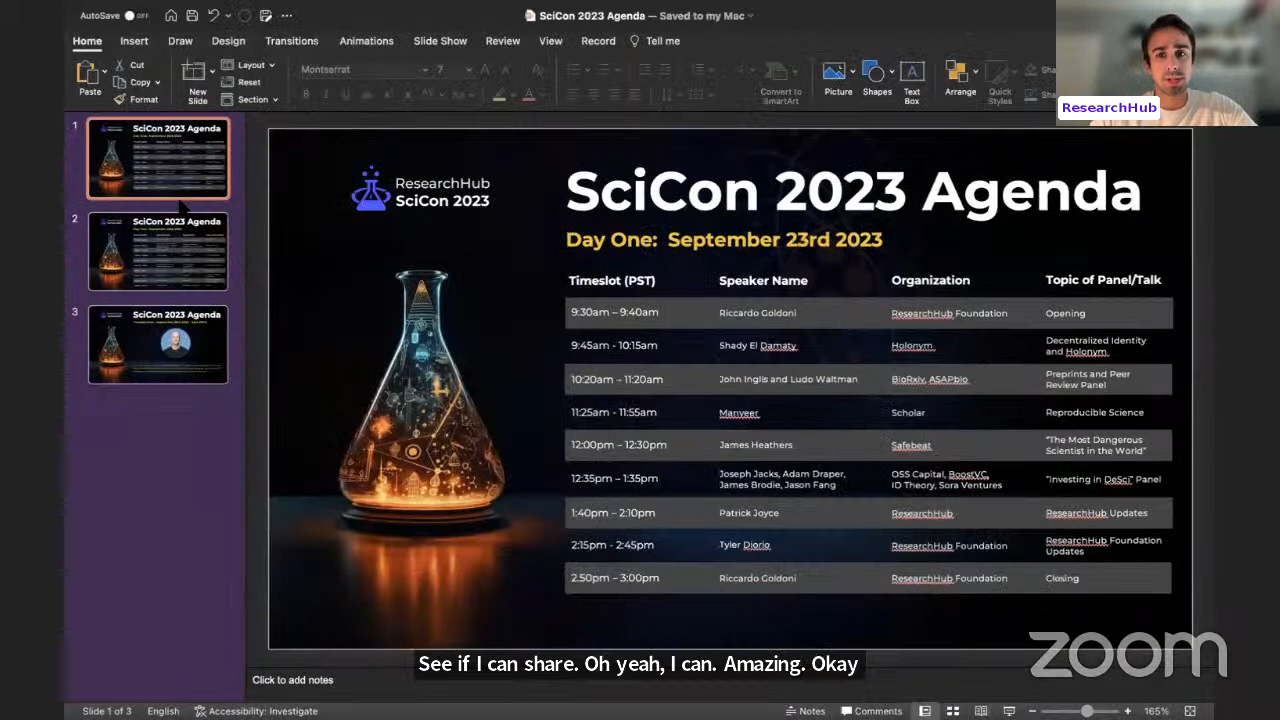 AutoSave OFF
SciCon 2023 Agenda — Saved to my Mac
Home Insert Draw Design Transitions Animations Slide Show Review View Record Tell me
Paste
Cut
Copy
Format
New Slide
Layout
Reset
Section
Montserrat 7
Convert to SmartArt
Picture
Shapes
Text Box
Arrange
Quick Styles
ResearchHub
1
SciCon 2023 Agenda
2
SciCon 2023 Agenda
3
SciCon 2023 Agenda
ResearchHub
SciCon 2023
SciCon 2023 Agenda
Day One: September 23rd 2023
Timeslot (PST) Speaker Name Organization Topic of Panel/Talk
9:30am – 9:40am Riccardo Goldoni ResearchHub Foundation Opening
9:45am - 10:15am Shady El Damaty Holonym Decentralized Identity
and Holonym
10:20am – 11:20am John Inglis and Ludo Waltman BioRxiv, ASAPbio Preprints and Peer
Review Panel
11:25am - 11:55am Manveer Scholar Reproducible Science
12:00pm – 12:30pm James Heathers Safebeat "The Most Dangerous
Scientist in the World"
12:35pm – 1:35pm Joseph Jacks, Adam Draper, OSS Capital, BoostVC, "Investing in DeSci" Panel
James Brodie, Jason Fang ID Theory, Sora Ventures
1:40pm – 2:10pm Patrick Joyce ResearchHub ResearchHub Updates
2:15pm - 2:45pm Tyler Diorio ResearchHub Foundation ResearchHub Foundation
Updates
2.50pm – 3:00pm Riccardo Goldoni ResearchHub Foundation Closing
See if I can share. Oh yeah, I can. Amazing. Okay
zoom
Click to add notes
Slide 1 of 3 English Accessibility: Investigate Notes Comments 165%